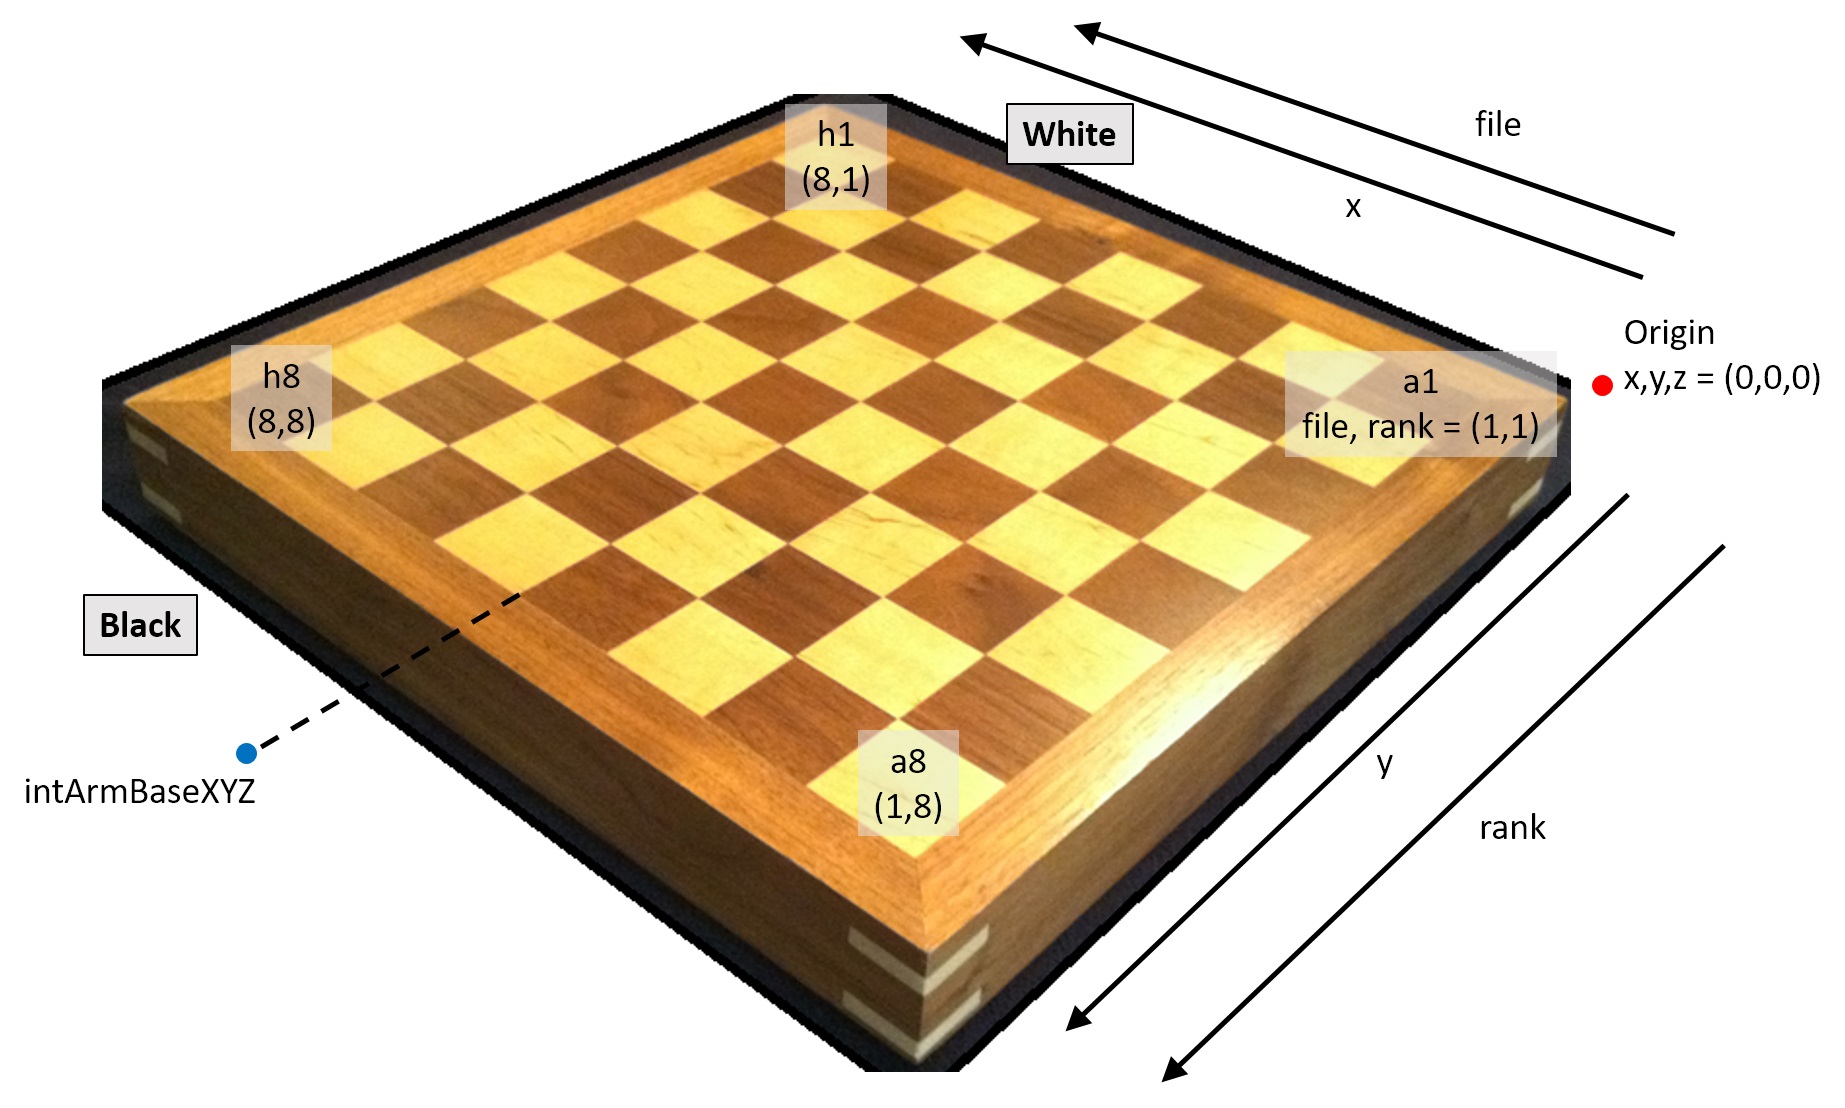 file
h1
(8,1)
White
x
Origin
x,y,z = (0,0,0)
h8
(8,8)
a1
file, rank = (1,1)
Black
a8
(1,8)
intArmBaseXYZ
y
rank